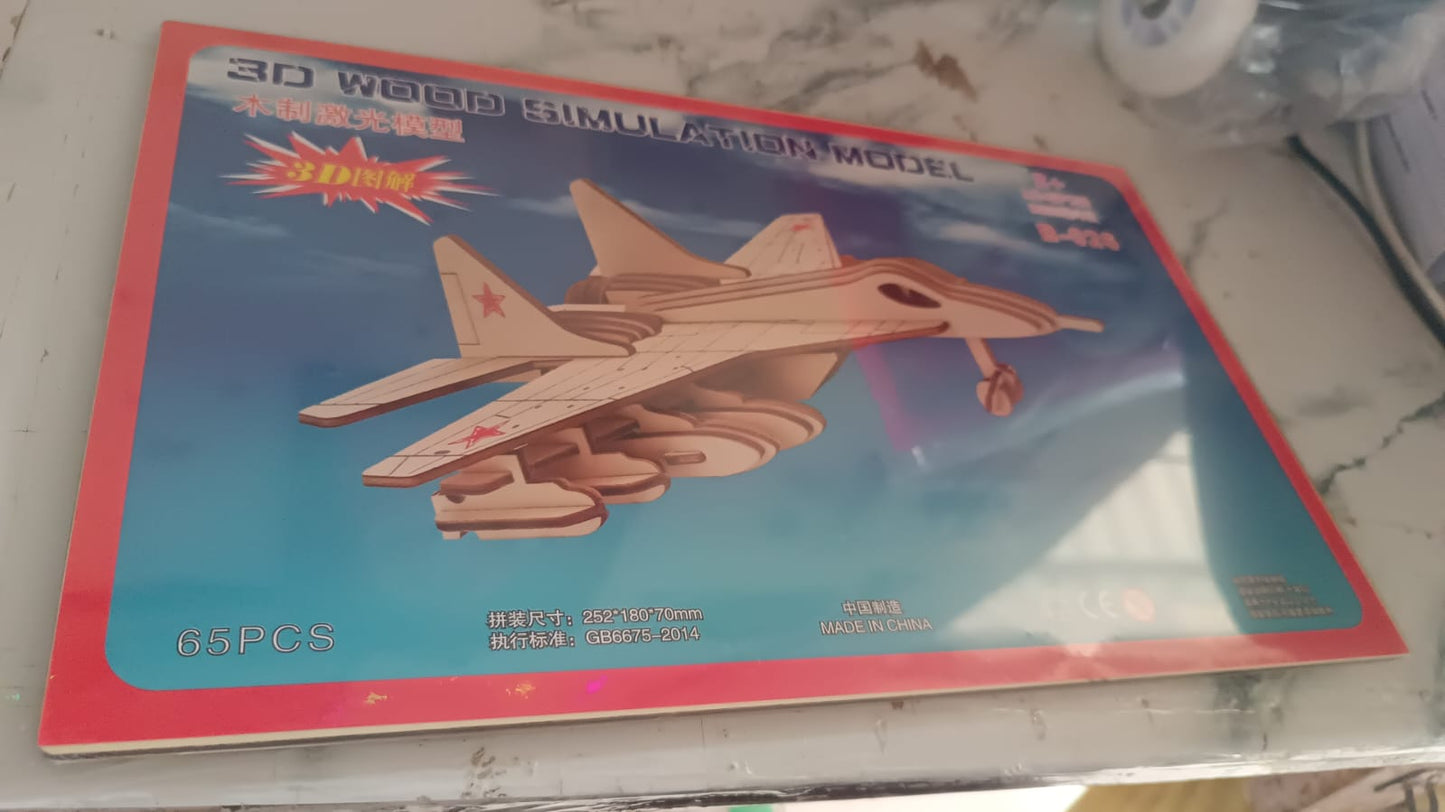 3D WOOD SIMULATION MODEL
木制激光模型
3D图解
65PCS
拼装尺寸：252*180*70mm
执行标准：GB6675-2014
中国制造
MADE IN CHINA
CE